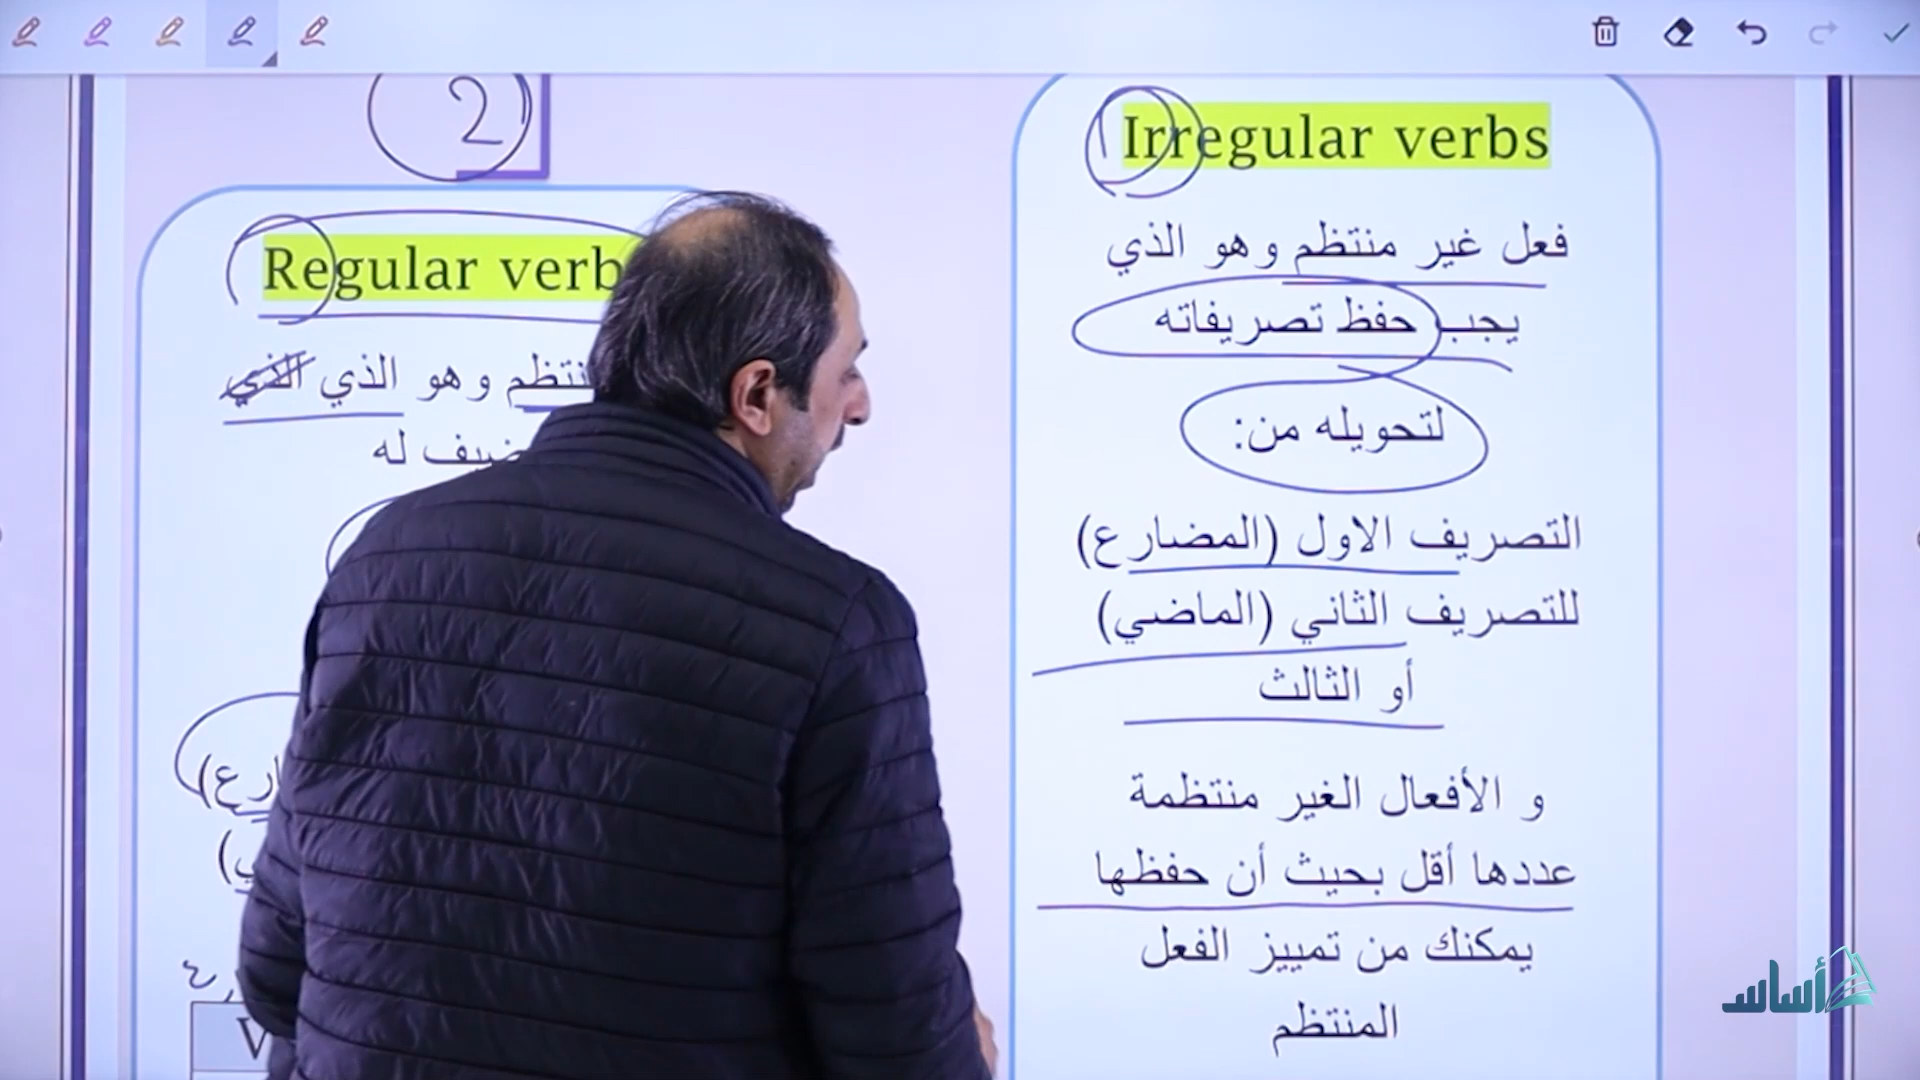 2
1
Irregular verbs
فعل غير منتظم وهو الذي
يجب حفظ تصريفاته
لتحويله من:
التصريف الاول (المضارع)
للتصريف الثاني (الماضي)
أو الثالث
و الأفعال الغير منتظمة
عددها أقل بحيث أن حفظها
يمكنك من تمييز الفعل
المنتظم
Regular verb
وهو الذي الذي
له
أساس